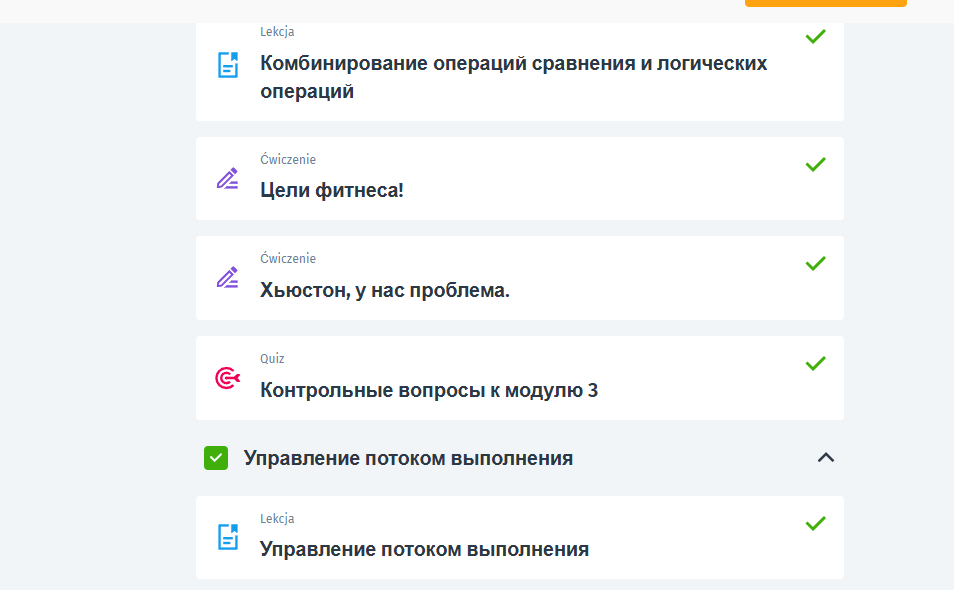 Lekcja
Комбинирование операций сравнения и логических
операций
Ćwiczenie
Цели фитнеса!
Ćwiczenie
Хьюстон, у нас проблема.
Quiz
Контрольные вопросы к модулю 3
Управление потоком выполнения
Lekcja
Управление потоком выполнения